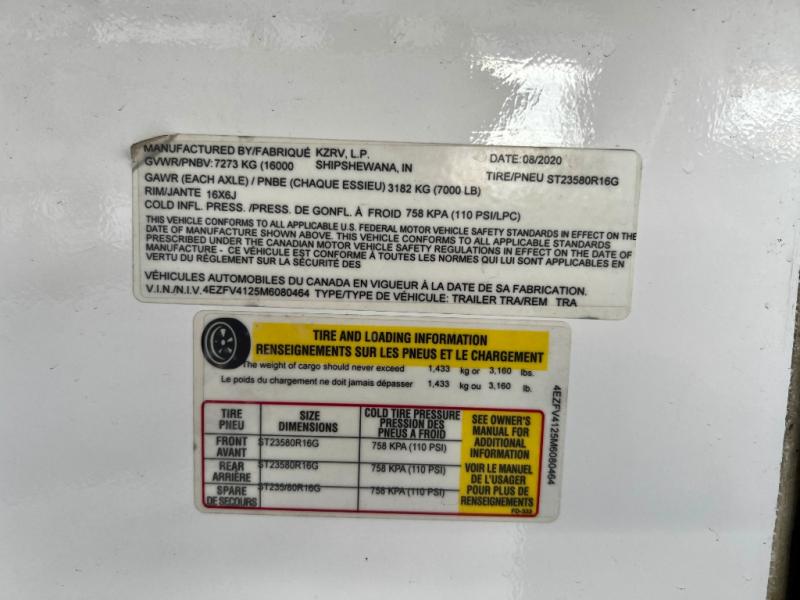 MANUFACTURED BY/FABRIQUÉ KZRV, L.P. DATE:08/2020
GVWR/PNBV: 7273 KG (16000 SHIPSHEWANA, IN TIRE/PNEU ST23580R16G
GAWR (EACH AXLE) / PNBE (CHAQUE ESSIEU) 3182 KG (7000 LB)
RIM/JANTE 16X6J
COLD INFL. PRESS. /PRESS. DE GONFL. À FROID 758 KPA (110 PSI/LPC)
THIS VEHICLE CONFORMS TO ALL APPLICABLE U.S. FEDERAL MOTOR VEHICLE SAFETY STANDARDS IN EFFECT ON THE
DATE OF MANUFACTURE SHOWN ABOVE. THIS VEHICLE CONFORMS TO ALL APPLICABLE STANDARDS
PRESCRIBED UNDER THE CANADIAN MOTOR VEHICLE SAFETY REGULATIONS IN EFFECT ON THE DATE OF
MANUFACTURE - CE VÉHICULE EST CONFORME À TOUTES LES NORMES QUI LUI SONT APPLICABLES EN
VERTU DU RÈGLEMENT SUR LA SÉCURITÉ DES
VÉHICULES AUTOMOBILES DU CANADA EN VIGUEUR À LA DATE DE SA FABRICATION.
V.I.N./N.I.V. 4EZFV4125M6080464 TYPE/TYPE DE VÉHICULE: TRAILER TRA/REM TRA
TIRE AND LOADING INFORMATION
RENSEIGNEMENTS SUR LES PNEUS ET LE CHARGEMENT
The weight of cargo should never exceed 1,433 kg or 3,160 lbs.
Le poids du chargement ne doit jamais dépasser 1,433 kg ou 3,160 lb.
TIRE
PNEU
SIZE
DIMENSIONS
COLD TIRE PRESSURE
PRESSION DES
PNEUS A FROID
FRONT
AVANT
ST23580R16G
758 KPA (110 PSI)
REAR
ARRIÈRE
ST23580R16G
758 KPA (110 PSI)
SPARE
DE SECOURS
ST235/80R16G
758 KPA (110 PSI)
SEE OWNER'S
MANUAL FOR
ADDITIONAL
INFORMATION
VOIR LE MANUEL
DE L'USAGER
POUR PLUS DE
RENSEIGNEMENTS
FD-333
4EZFV4125M6080464